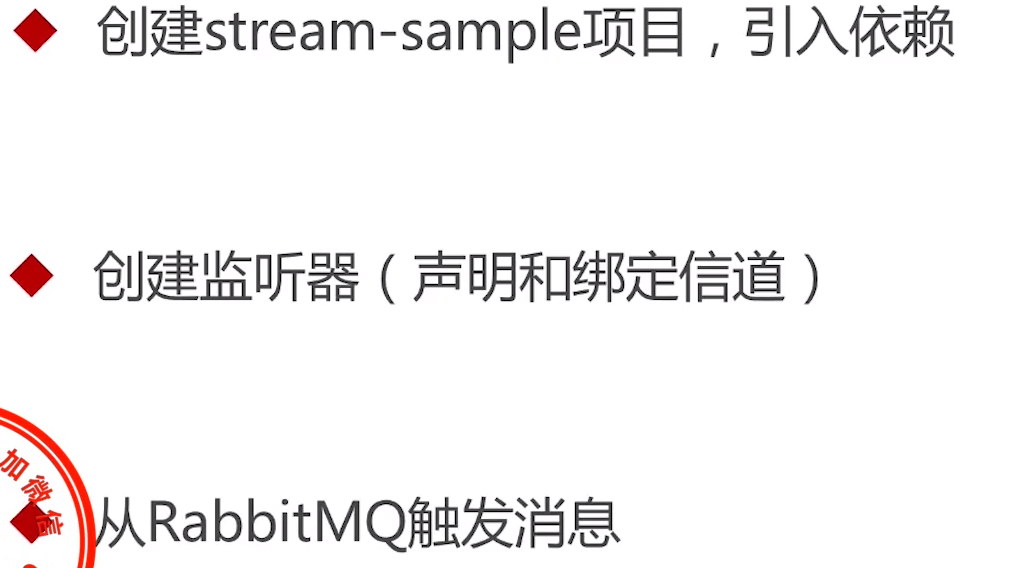 创建stream-sample项目，引入依赖
创建监听器（声明和绑定信道）
从RabbitMQ触发消息
加微信